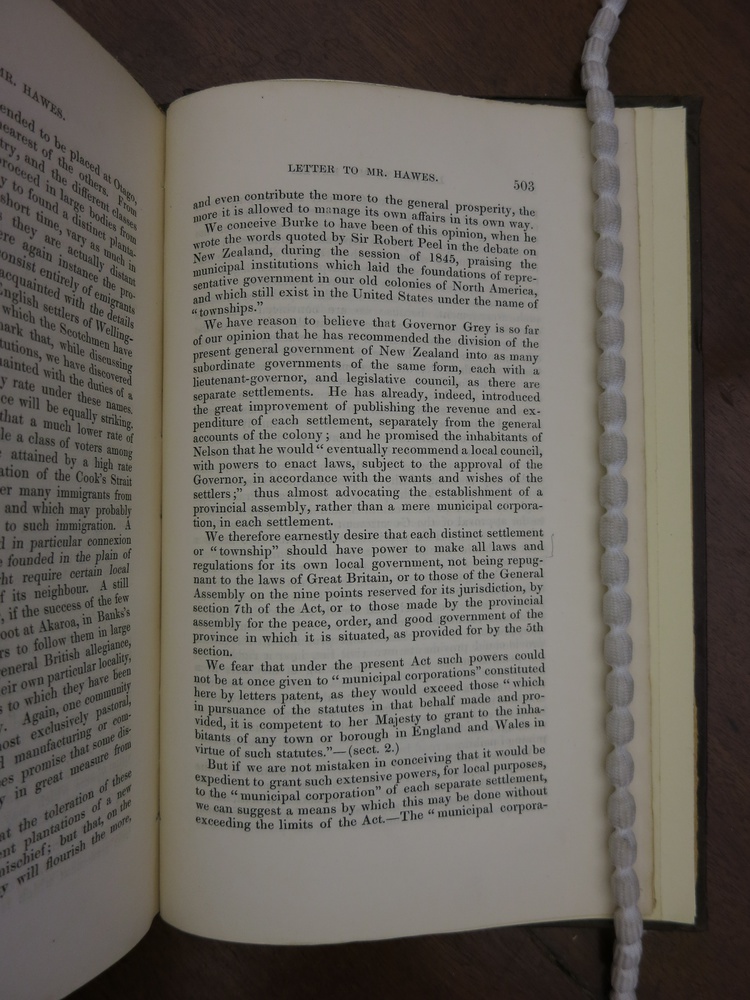 MR. HAWES.
ended to be placed at Otago,
nearest of the others. From
try, and the different classes
proceed in large bodies from
y to found a distinct planta-
short time, vary as much in
they are actually distant
ere again instance the pro-
consist entirely of emigrants
acquainted with the details
English settlers of Welling-
which the Scotchmen have
mark that, while discussing
tutions, we have discovered
uainted with the duties of a
y rate under these names.
ce will be equally striking.
that a much lower rate of
le a class of voters among
attained by a high rate
ation of the Cook's Strait
er many immigrants from
and which may probably
to such immigration. A
d in particular connexion
founded in the plain of
ht require certain local
f its neighbour. A still
, if the success of the few
oot at Akaroa, in Banks's
rs to follow them in large
eneral British allegiance,
eir own particular locality,
s to which they have been
y. Again, one community
most exclusively pastoral,
d manufacturing or com-
es promise that some dis-
y in great measure from
at the toleration of these
ent plantations of a new
mischief; but that, on the
y will flourish the more,
LETTER TO MR. HAWES. 503
and even contribute the more to the general prosperity, the
more it is allowed to manage its own affairs in its own way.
We conceive Burke to have been of this opinion, when he
wrote the words quoted by Sir Robert Peel in the debate on
New Zealand, during the session of 1845, praising the
municipal institutions which laid the foundations of repre-
sentative government in our old colonies of North America,
and which still exist in the United States under the name of
"townships."
We have reason to believe that Governor Grey is so far
of our opinion that he has recommended the division of the
present general government of New Zealand into as many
subordinate governments of the same form, each with a
lieutenant-governor, and legislative council, as there are
separate settlements. He has already, indeed, introduced
the great improvement of publishing the revenue and ex-
penditure of each settlement, separately from the general
accounts of the colony; and he promised the inhabitants of
Nelson that he would "eventually recommend a local council,
with powers to enact laws, subject to the approval of the
Governor, in accordance with the wants and wishes of the
settlers;" thus almost advocating the establishment of a
provincial assembly, rather than a mere municipal corpora-
tion, in each settlement.
We therefore earnestly desire that each distinct settlement
or "township" should have power to make all laws and
regulations for its own local government, not being repug-
nant to the laws of Great Britain, or to those of the General
Assembly on the nine points reserved for its jurisdiction, by
section 7th of the Act, or to those made by the provincial
assembly for the peace, order, and good government of the
province in which it is situated, as provided for by the 5th
section.
We fear that under the present Act such powers could
not be at once given to "municipal corporations" constituted
here by letters patent, as they would exceed those "which
in pursuance of the statutes in that behalf made and pro-
vided, it is competent to her Majesty to grant to the inha-
bitants of any town or borough in England and Wales in
virtue of such statutes."—(sect. 2.)
But if we are not mistaken in conceiving that it would be
expedient to grant such extensive powers, for local purposes,
to the "municipal corporation" of each separate settlement,
we can suggest a means by which this may be done without
exceeding the limits of the Act.—The "municipal corpora-